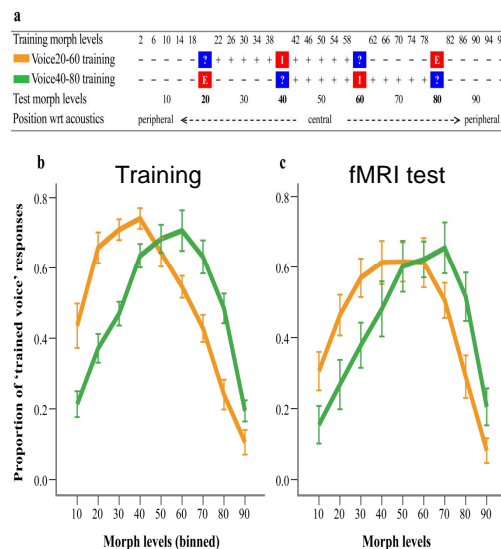 a
Training morph levels 2 6 10 14 18 22 26 30 34 38 42 46 50 54 58 62 66 70 74 78 82 86 90 94
Voice20-60 training - - - - - ? + + + + + I + + + + + ? - - - - - E - - - -
Voice40-80 training - - - - - E - - - - - ? + + + + + I + + + + + ? - - - -
Test morph levels 10 20 30 40 50 60 70 80 90
Position wrt acoustics peripheral central peripheral
b Training
c fMRI test
Proportion of 'trained voice' responses
0.8
0.6
0.4
0.2
0.0
10 20 30 40 50 60 70 80 90
Morph levels (binned)
0.8
0.6
0.4
0.2
0.0
10 20 30 40 50 60 70 80 90
Morph levels